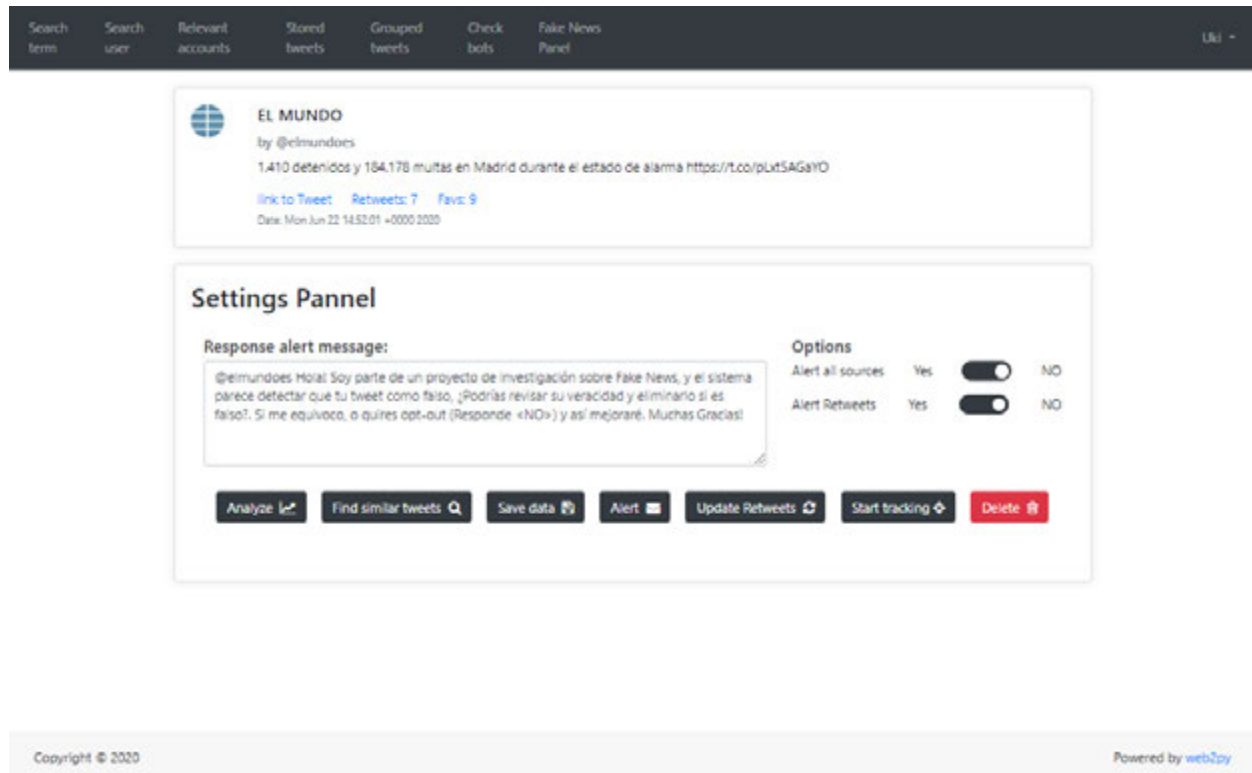 Search term
Search user
Relevant accounts
Stored tweets
Grouped tweets
Check bots
Fake News Panel
Uki
EL MUNDO
by @elmundoes
1.410 detenidos y 184.178 multas en Madrid durante el estado de alarma https://t.co/pLxtSAGaYO
link to Tweet Retweets: 7 Favs: 9
Date: Mon Jun 22 14:52:01 +0000 2020
Settings Pannel
Response alert message:
@elmundoes Hola! Soy parte de un proyecto de investigación sobre Fake News, y el sistema
parece detectar que tu tweet como falso, ¿Podrías revisar su veracidad y eliminarlo si es
falso?. Si me equivoco, o quires opt-out (Responde «NO») y así mejoraré. Muchas Gracias!
Options
Alert all sources Yes NO
Alert Retweets Yes NO
Analyze Find similar tweets Save data Alert Update Retweets Start tracking Delete
Copyright © 2020
Powered by web2py